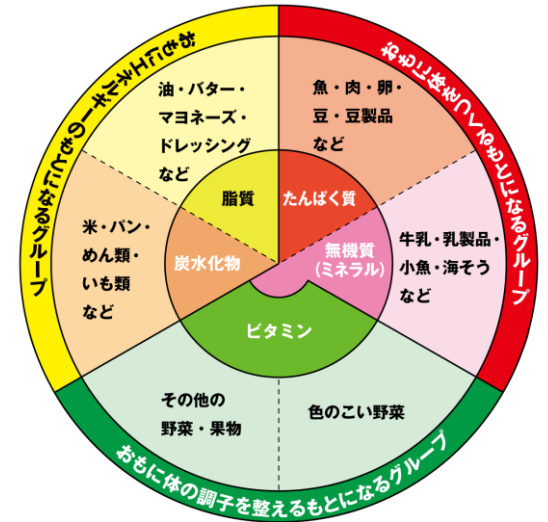 おもにエネルギーのもとになるグループ
おもに体をつくるもとになるグループ
油・バター・
マヨネーズ・
ドレッシング
など
魚・肉・卵・
豆・豆製品
など
脂質
たんぱく質
米・パン・
めん類・
いも類
など
炭水化物
無機質
(ミネラル)
牛乳・乳製品・
小魚・海そう
など
ビタミン
その他の
野菜・果物
色のこい野菜
おもに体の調子を整えるもとになるグループ